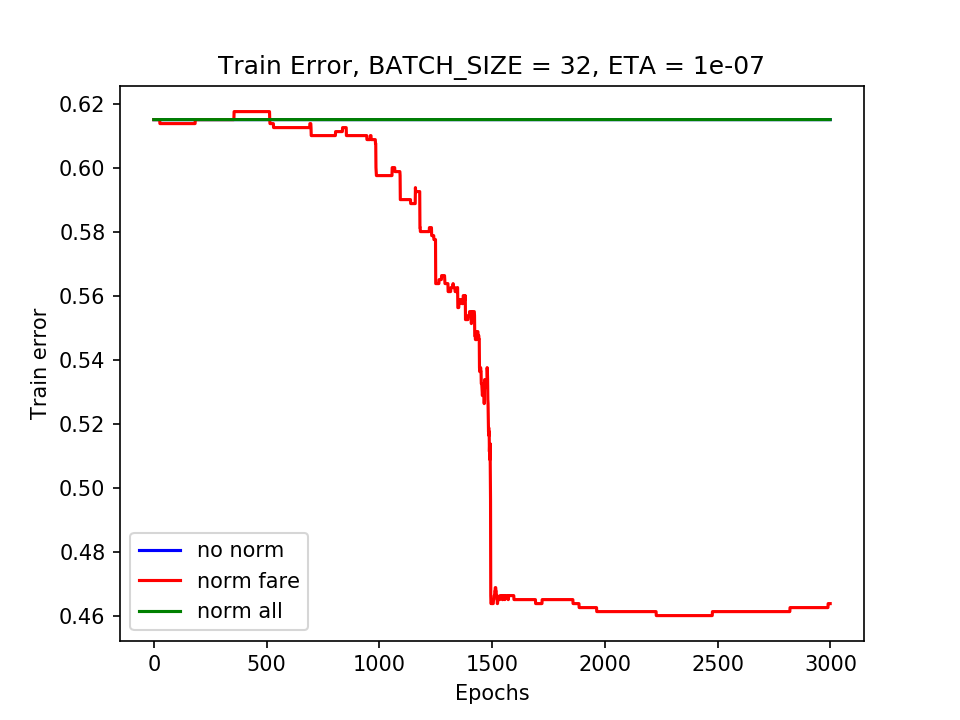 Train Error, BATCH_SIZE = 32, ETA = 1e-07
Train error
0.62
0.60
0.58
0.56
0.54
0.52
0.50
0.48
0.46
no norm
norm fare
norm all
0 500 1000 1500 2000 2500 3000
Epochs